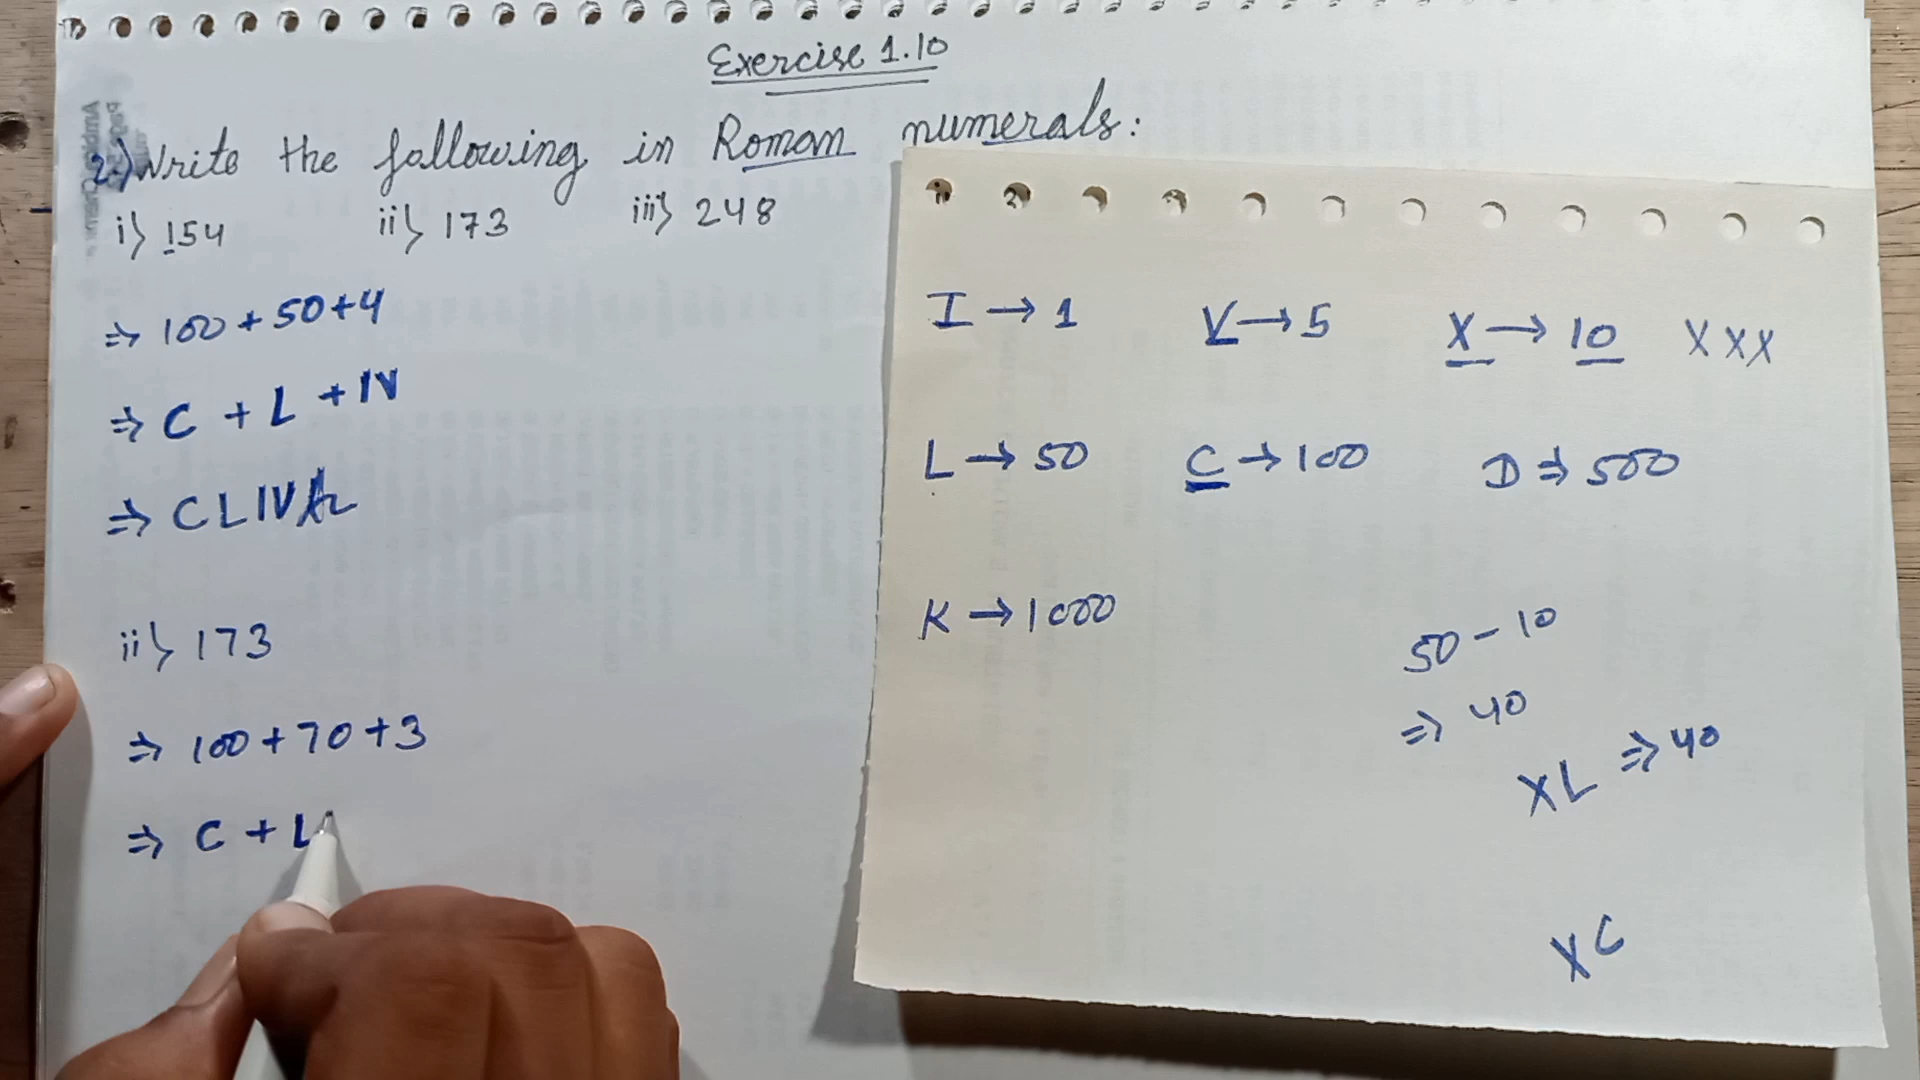 Exercise 1.10
2.) Write the following in Roman numerals:
i) 154 ii) 173 iii) 248
⇒ 100 + 50 + 4
⇒ C + L + IV
⇒ CLIV
ii) 173
⇒ 100 + 70 + 3
⇒ C + L
I → 1 V → 5 X → 10 XXX
L → 50 C → 100 D ⇒ 500
K → 1000
50 - 10
⇒ 40
XL ⇒ 40
XC